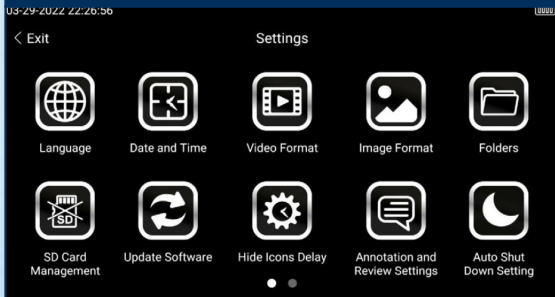 03-29-2022 22:26:56
< Exit
Settings
Language
Date and Time
Video Format
Image Format
Folders
SD
SD Card
Management
Update Software
Hide Icons Delay
Annotation and
Review Settings
Auto Shut
Down Setting